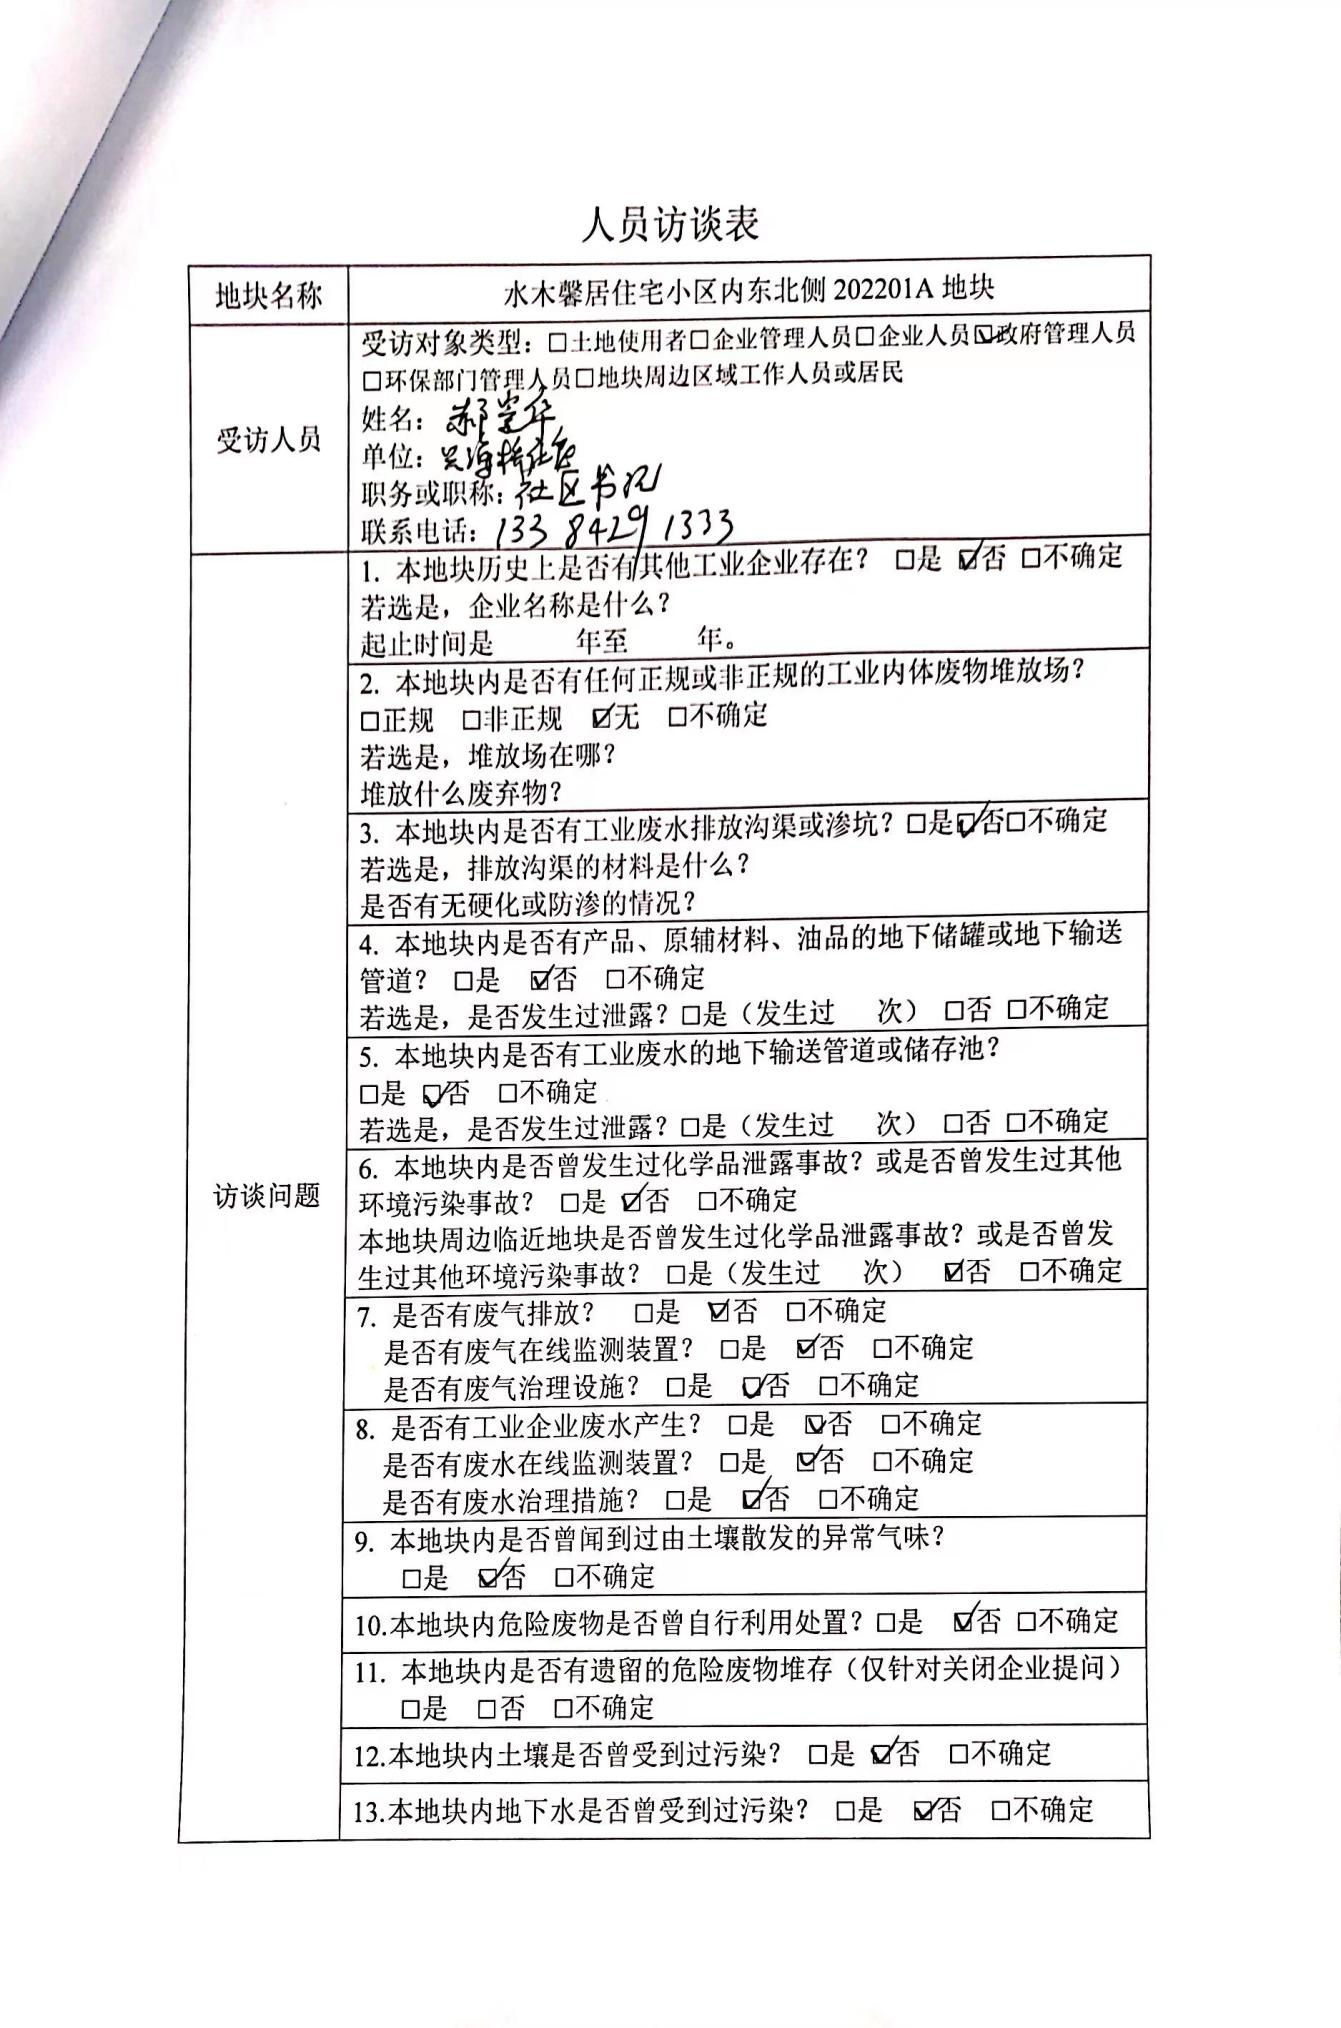 人员访谈表
地块名称
水木馨居住宅小区内东北侧 202201A 地块
受访人员
受访对象类型：□土地使用者□企业管理人员□企业人员☑政府管理人员
□环保部门管理人员□地块周边区域工作人员或居民
姓名：郝华
单位：社区
职务或职称：社区书记
联系电话：133 8429 1333
访谈问题
1. 本地块历史上是否有其他工业企业存在？ □是 ☑否 □不确定
若选是，企业名称是什么？
起止时间是 年至 年。
2. 本地块内是否有任何正规或非正规的工业内体废物堆放场？
□正规 □非正规 ☑无 □不确定
若选是，堆放场在哪？
堆放什么废弃物？
3. 本地块内是否有工业废水排放沟渠或渗坑？□是☑否□不确定
若选是，排放沟渠的材料是什么？
是否有无硬化或防渗的情况？
4. 本地块内是否有产品、原辅材料、油品的地下储罐或地下输送
管道？ □是 ☑否 □不确定
若选是，是否发生过泄露？□是（发生过 次） □否 □不确定
5. 本地块内是否有工业废水的地下输送管道或储存池？
□是 ☑否 □不确定
若选是，是否发生过泄露？□是（发生过 次） □否 □不确定
6. 本地块内是否曾发生过化学品泄露事故？或是否曾发生过其他
环境污染事故？ □是 ☑否 □不确定
本地块周边临近地块是否曾发生过化学品泄露事故？或是否曾发
生过其他环境污染事故？ □是（发生过 次） ☑否 □不确定
7. 是否有废气排放？ □是 ☑否 □不确定
是否有废气在线监测装置？ □是 ☑否 □不确定
是否有废气治理设施？ □是 ☑否 □不确定
8. 是否有工业企业废水产生？ □是 ☑否 □不确定
是否有废水在线监测装置？ □是 ☑否 □不确定
是否有废水治理措施？ □是 ☑否 □不确定
9. 本地块内是否曾闻到过由土壤散发的异常气味？
□是 ☑否 □不确定
10.本地块内危险废物是否曾自行利用处置？□是 ☑否 □不确定
11. 本地块内是否有遗留的危险废物堆存（仅针对关闭企业提问）
□是 □否 □不确定
12.本地块内土壤是否曾受到过污染？ □是 ☑否 □不确定
13.本地块内地下水是否曾受到过污染？ □是 ☑否 □不确定